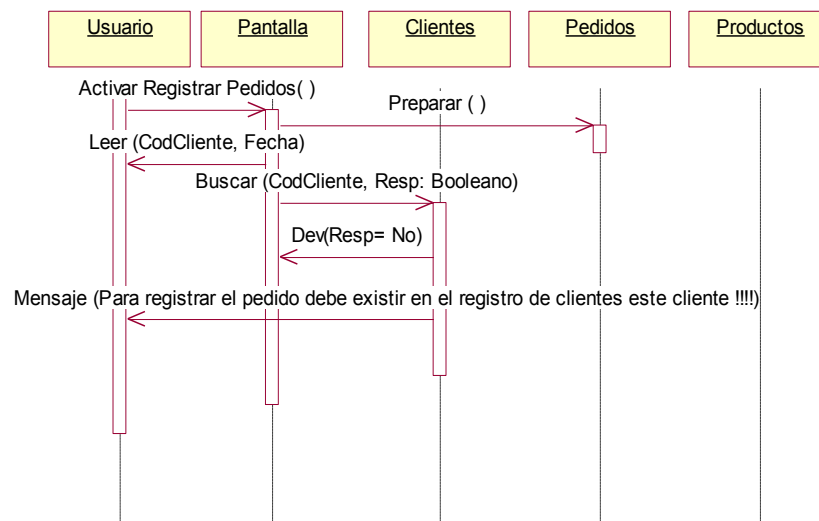 Usuario Pantalla Clientes Pedidos Productos
Activar Registrar Pedidos( )
Preparar ( )
Leer (CodCliente, Fecha)
Buscar (CodCliente, Resp: Booleano)
Dev(Resp= No)
Mensaje (Para registrar el pedido debe existir en el registro de clientes este cliente !!!!)